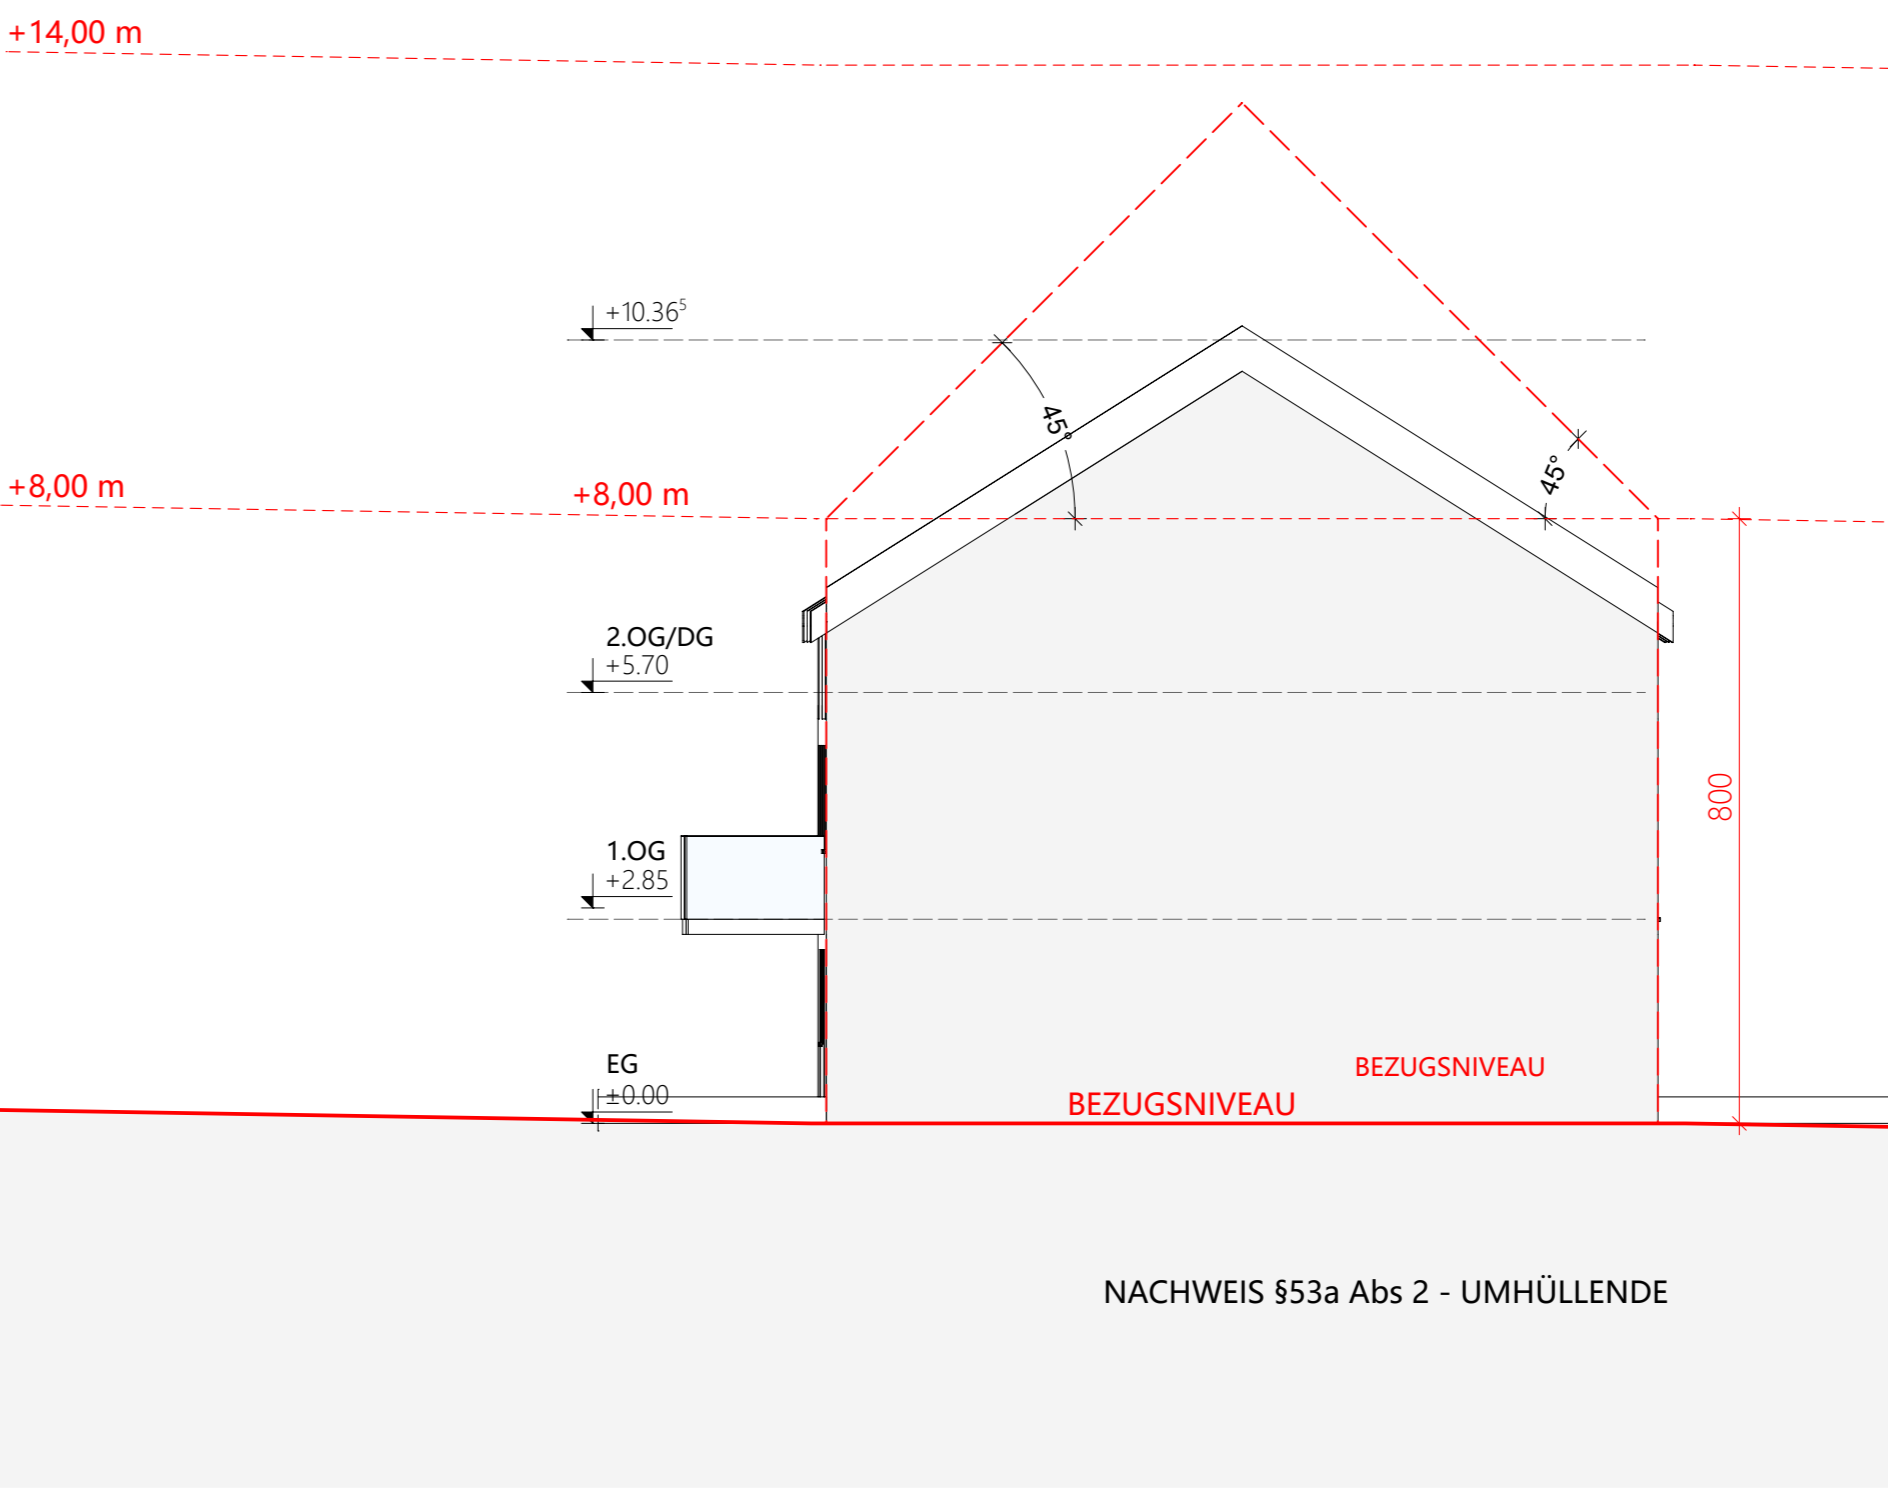 +14,00 m
+10.36⁵
45°
45°
+8,00 m
+8,00 m
2.OG/DG
+5.70
800
1.OG
+2.85
EG
±0.00
BEZUGSNIVEAU
BEZUGSNIVEAU
NACHWEIS §53a Abs 2 - UMHÜLLENDE